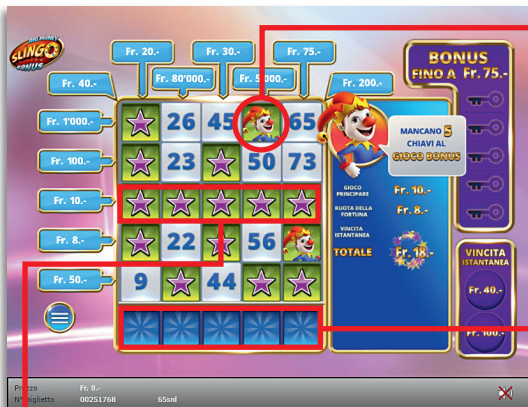 BIG MONEY
SLINGO
BONUS
Fr. 20.-
Fr. 30.-
Fr. 75.-
Fr. 40.-
Fr. 80'000.-
Fr. 5'000.-
Fr. 200.-
BONUS
FINO A Fr. 75.-
Fr. 1'000.-
26 45 65
MANCANO 5
CHIAVI AL
GIOCO BONUS
Fr. 100.-
23 50 73
Fr. 10.-
GIOCO
PRINCIPARE
Fr. 10.-
RUOTA DELLA
FORTUNA
Fr. 8.-
Fr. 8.-
22 56
VINCITA
ISTANTANEA
TOTALE
Fr. 18.-
VINCITA
ISTANTANEA
Fr. 50.-
9 44
Fr. 40.-
Fr. 100.-
Prezzo Fr. 8.-
N° biglietto 00251768 65snl